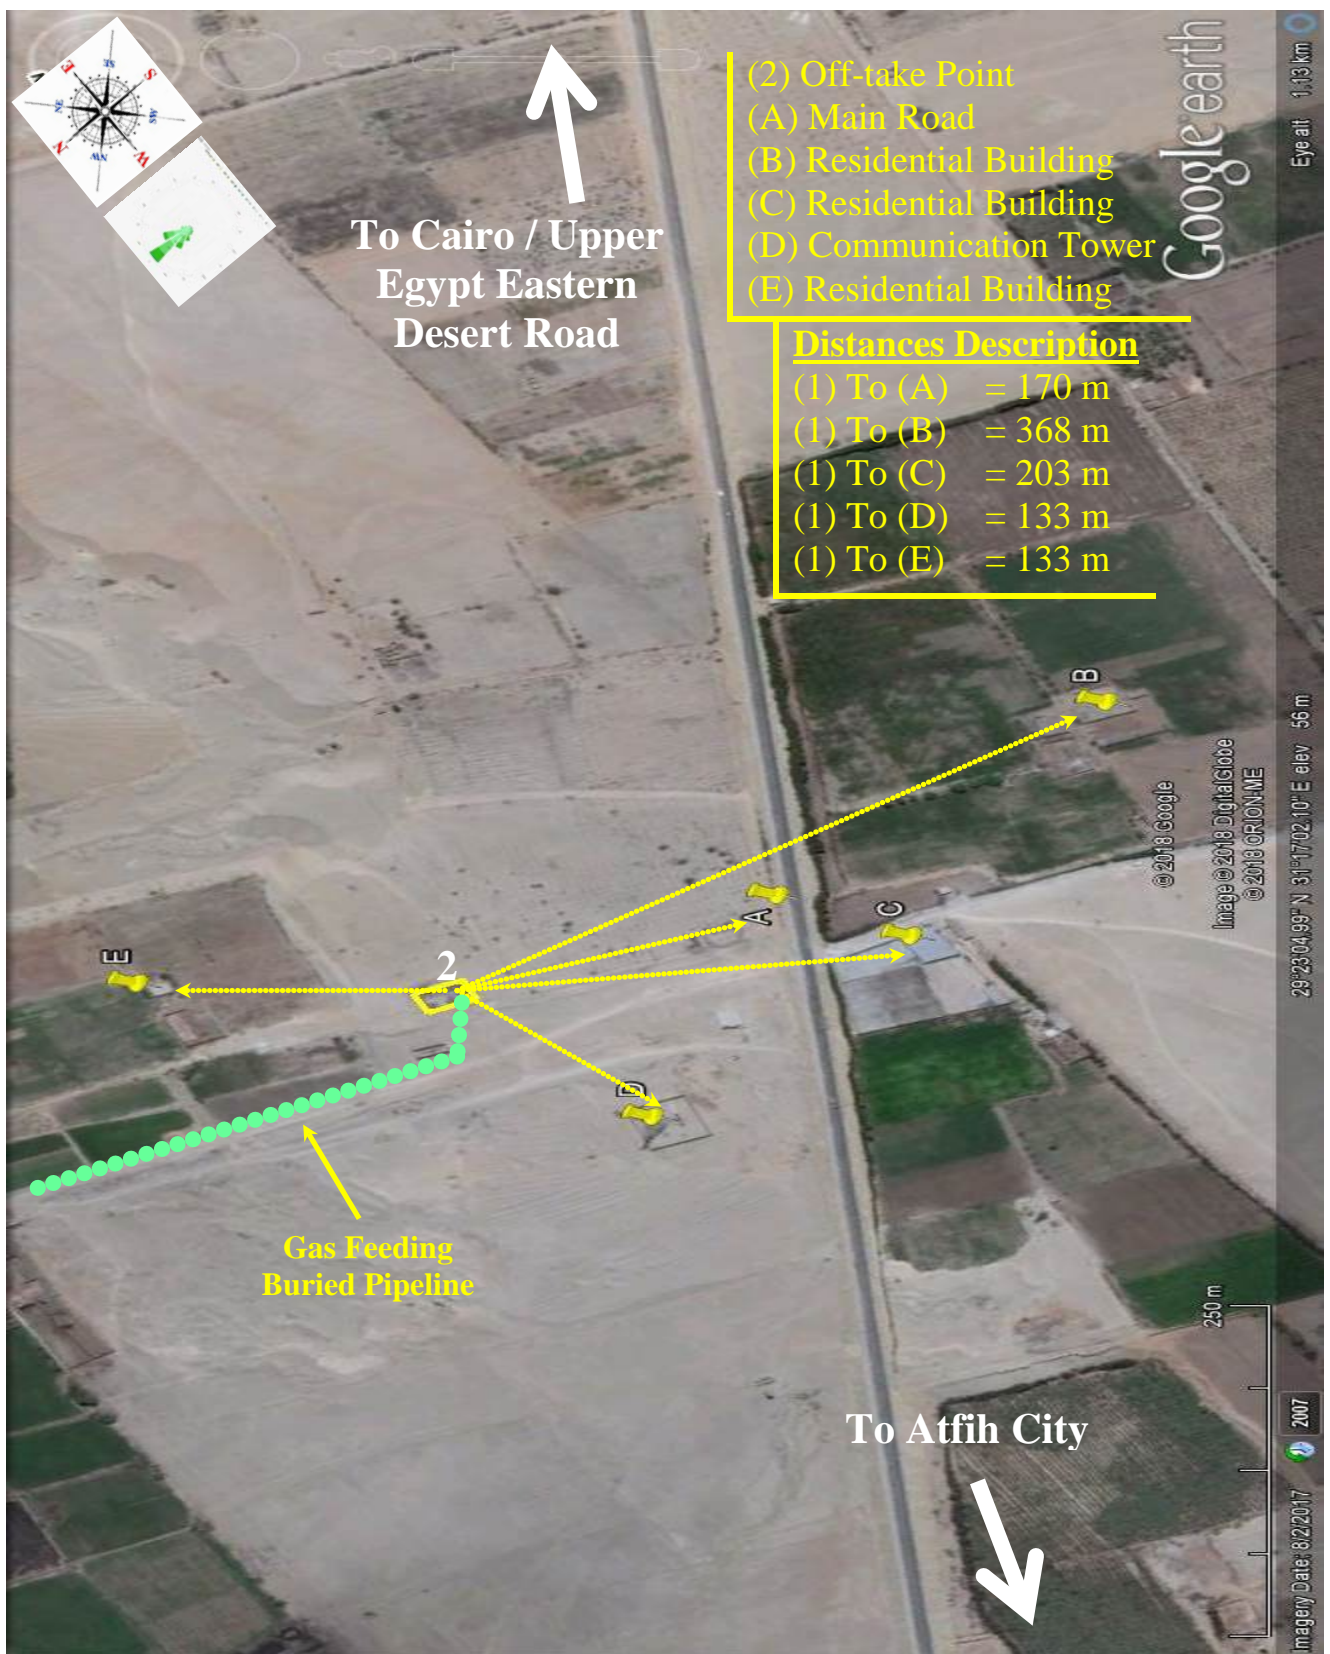 (2) Off-take Point
(A) Main Road
(B) Residential Building
(C) Residential Building
(D) Communication Tower
(E) Residential Building
Distances Description
(1) To (A) = 170 m
(1) To (B) = 368 m
(1) To (C) = 203 m
(1) To (D) = 133 m
(1) To (E) = 133 m
To Cairo / Upper
Egypt Eastern
Desert Road
N
NE
E
SE
S
SW
W
NW
E
2
A
B
C
D
Gas Feeding
Buried Pipeline
To Atfih City
Google earth
© 2018 Google
Image © 2018 DigitalGlobe
© 2018 ORION-ME
250 m
Imagery Date: 8/2/2017
2007
29°23'04.99" N 31°17'02.10" E elev 56 m
Eye alt 1.13 km